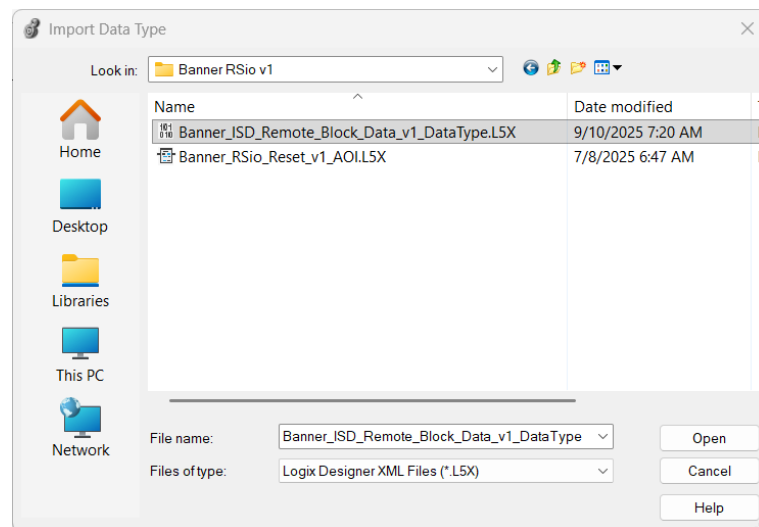 Import Data Type
Look in: Banner RSio v1
Name Date modified
Banner_ISD_Remote_Block_Data_v1_DataType.L5X 9/10/2025 7:20 AM
Banner_RSio_Reset_v1_AOI.L5X 7/8/2025 6:47 AM
Home
Desktop
Libraries
This PC
Network
File name: Banner_ISD_Remote_Block_Data_v1_DataType Open
Files of type: Logix Designer XML Files (*.L5X) Cancel
Help